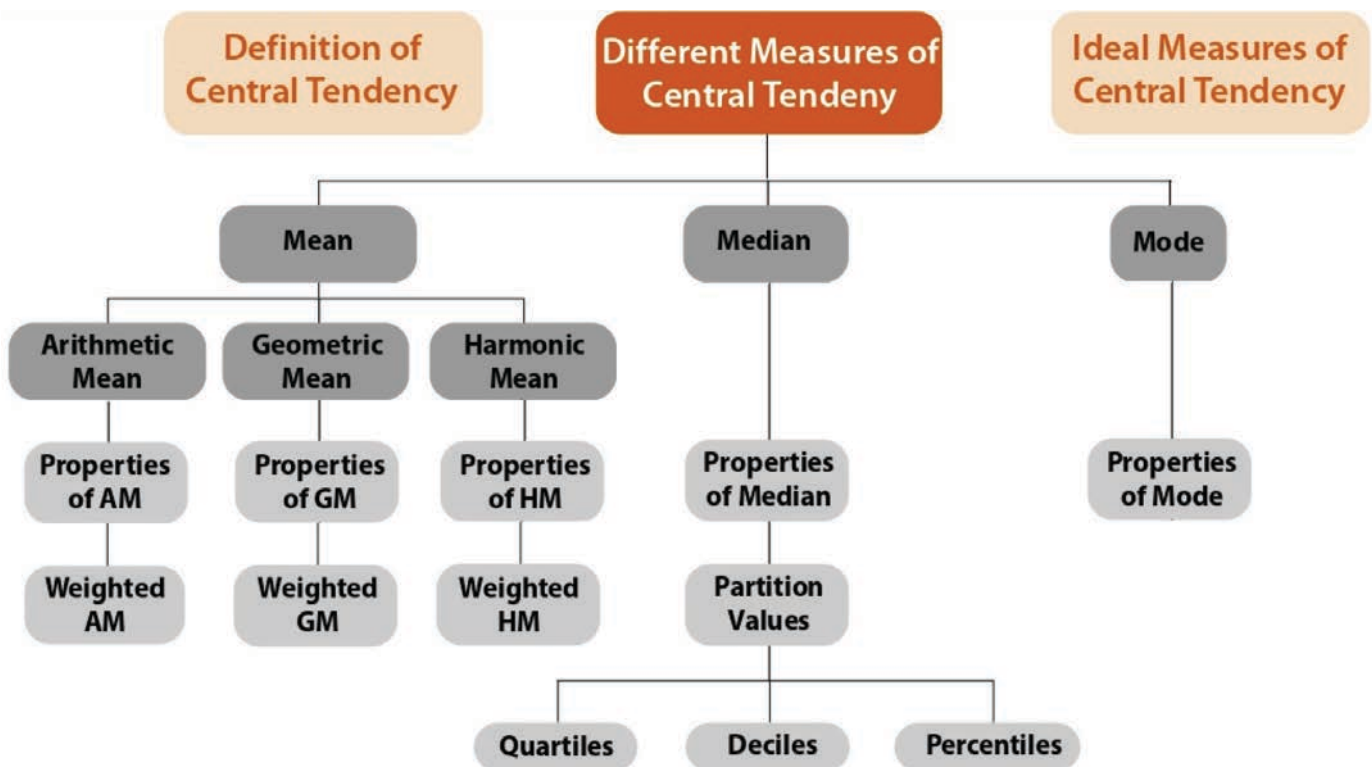 Definition of
Central Tendency
Different Measures of
Central Tendeny
Ideal Measures of
Central Tendency
Mean
Median
Mode
Arithmetic
Mean
Geometric
Mean
Harmonic
Mean
Properties
of AM
Properties
of GM
Properties
of HM
Properties
of Median
Properties
of Mode
Weighted
AM
Weighted
GM
Weighted
HM
Partition
Values
Quartiles
Deciles
Percentiles